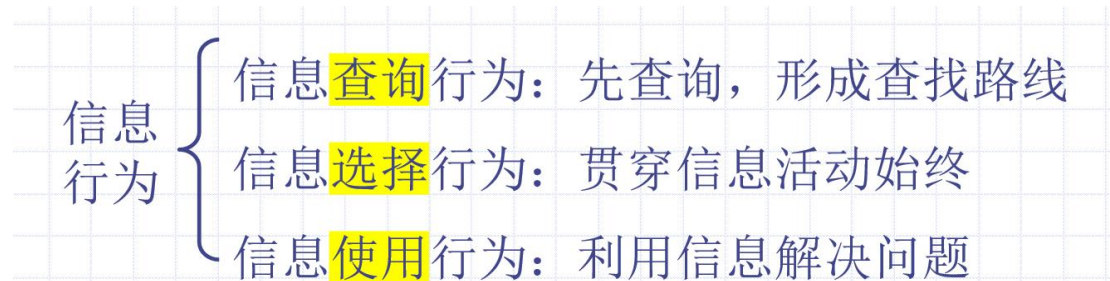 信息
行为
信息查询行为：先查询，形成查找路线
信息选择行为：贯穿信息活动始终
信息使用行为：利用信息解决问题